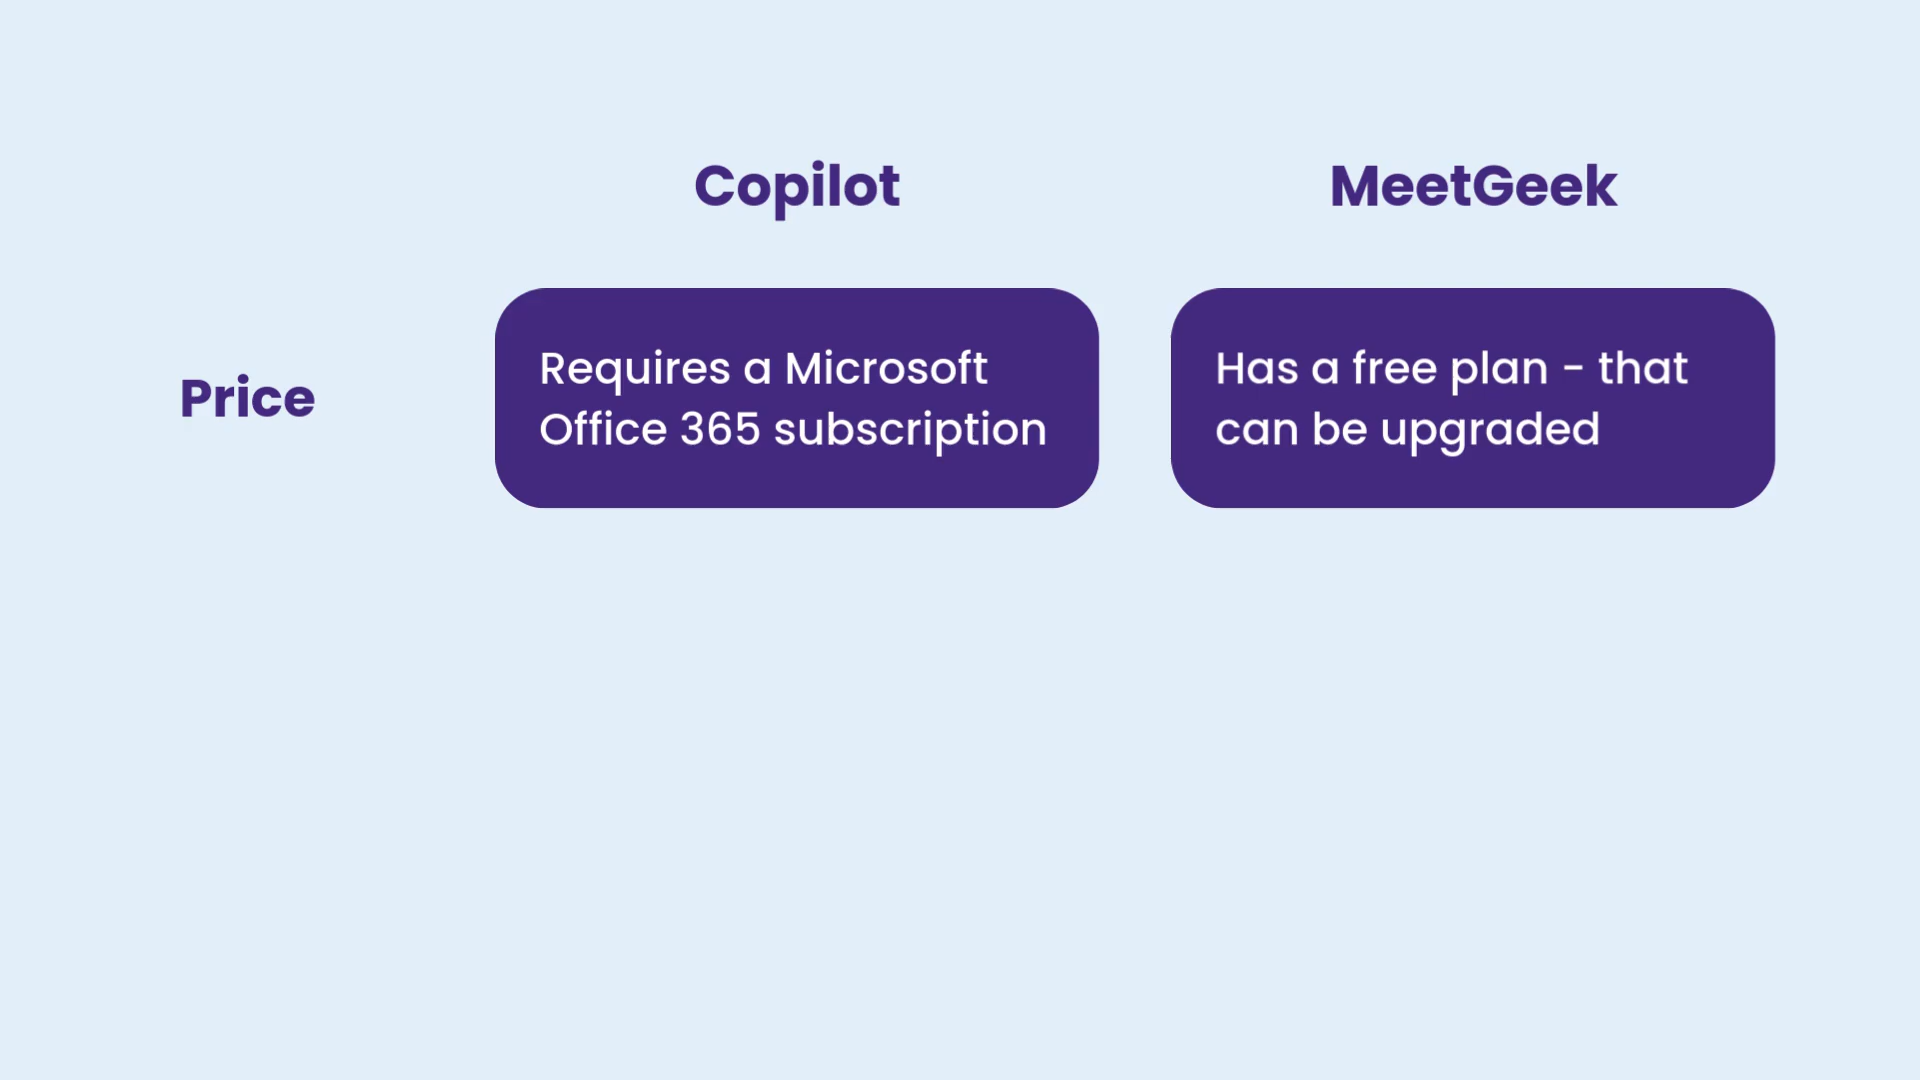 Copilot
MeetGeek
Price
Requires a Microsoft
Office 365 subscription
Has a free plan - that
can be upgraded